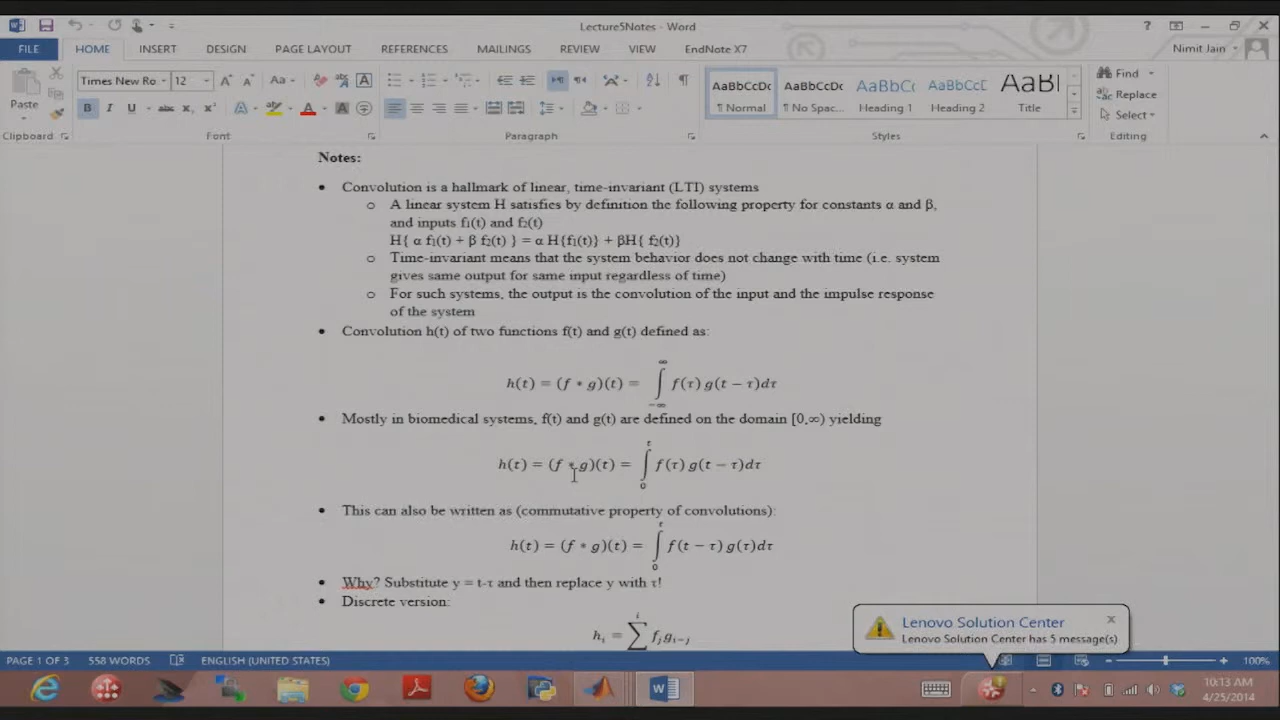 Lecture5Notes - Word
FILE HOME INSERT DESIGN PAGE LAYOUT REFERENCES MAILINGS REVIEW VIEW EndNote X7 Nimit Jain
Paste
Times New Ro 12
AaBbCcDc AaBbCcDc AaBbCc AaBbCcD AaBI
¶ Normal ¶ No Spac... Heading 1 Heading 2 Title
Find
Replace
Select
Clipboard Font Paragraph Styles Editing
Notes:
• Convolution is a hallmark of linear, time-invariant (LTI) systems
o A linear system H satisfies by definition the following property for constants α and β,
and inputs f₁(t) and f₂(t)
H{ α f₁(t) + β f₂(t) } = α H{f₁(t)} + βH{ f₂(t)}
o Time-invariant means that the system behavior does not change with time (i.e. system
gives same output for same input regardless of time)
o For such systems, the output is the convolution of the input and the impulse response
of the system
• Convolution h(t) of two functions f(t) and g(t) defined as:
h(t) = (f * g)(t) = ∫_{-∞}^{∞} f(τ) g(t − τ)dτ
• Mostly in biomedical systems, f(t) and g(t) are defined on the domain [0,∞) yielding
h(t) = (f * g)(t) = ∫_{0}^{t} f(τ) g(t − τ)dτ
• This can also be written as (commutative property of convolutions):
h(t) = (f * g)(t) = ∫_{0}^{t} f(t − τ) g(τ)dτ
• Why? Substitute y = t-τ and then replace y with τ!
• Discrete version:
h_i = ∑^{i} f_j g_{i−j}
Lenovo Solution Center
Lenovo Solution Center has 5 message(s)
PAGE 1 OF 3 558 WORDS ENGLISH (UNITED STATES) 100%
10:13 AM
4/25/2014